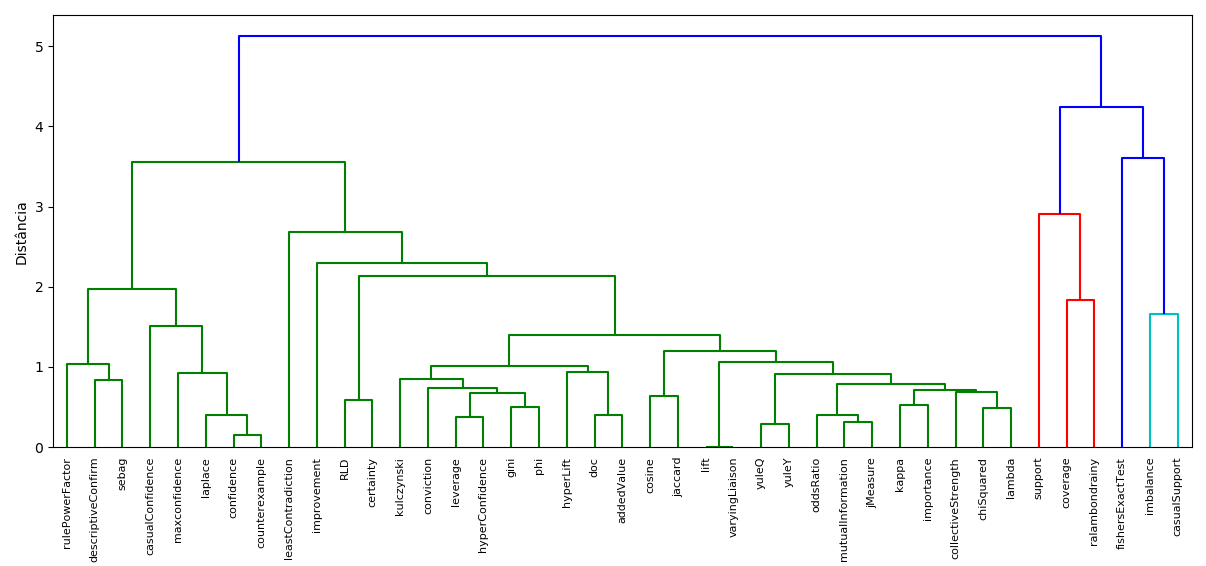 5
4
3
2
1
0
Distância
rulePowerFactor
descriptiveConfirm
sebag
casualConfidence
maxconfidence
laplace
confidence
counterexample
leastContradiction
improvement
RLD
certainty
kulczynski
conviction
leverage
hyperConfidence
gini
phi
hyperLift
doc
addedValue
cosine
jaccard
lift
varyingLiaison
yuleQ
yuleY
oddsRatio
mutualInformation
jMeasure
kappa
importance
collectiveStrength
chiSquared
lambda
support
coverage
ralambondrainy
fishersExactTest
imbalance
casualSupport